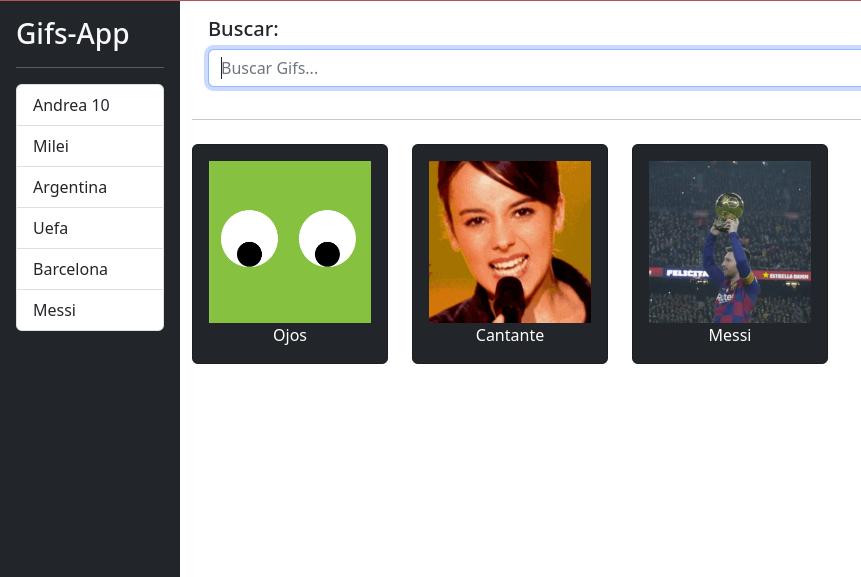 Gifs-App
Andrea 10
Milei
Argentina
Uefa
Barcelona
Messi
Buscar:
Buscar Gifs...
Ojos
Cantante
Messi
FELICITA
ESTRELLA DAMM